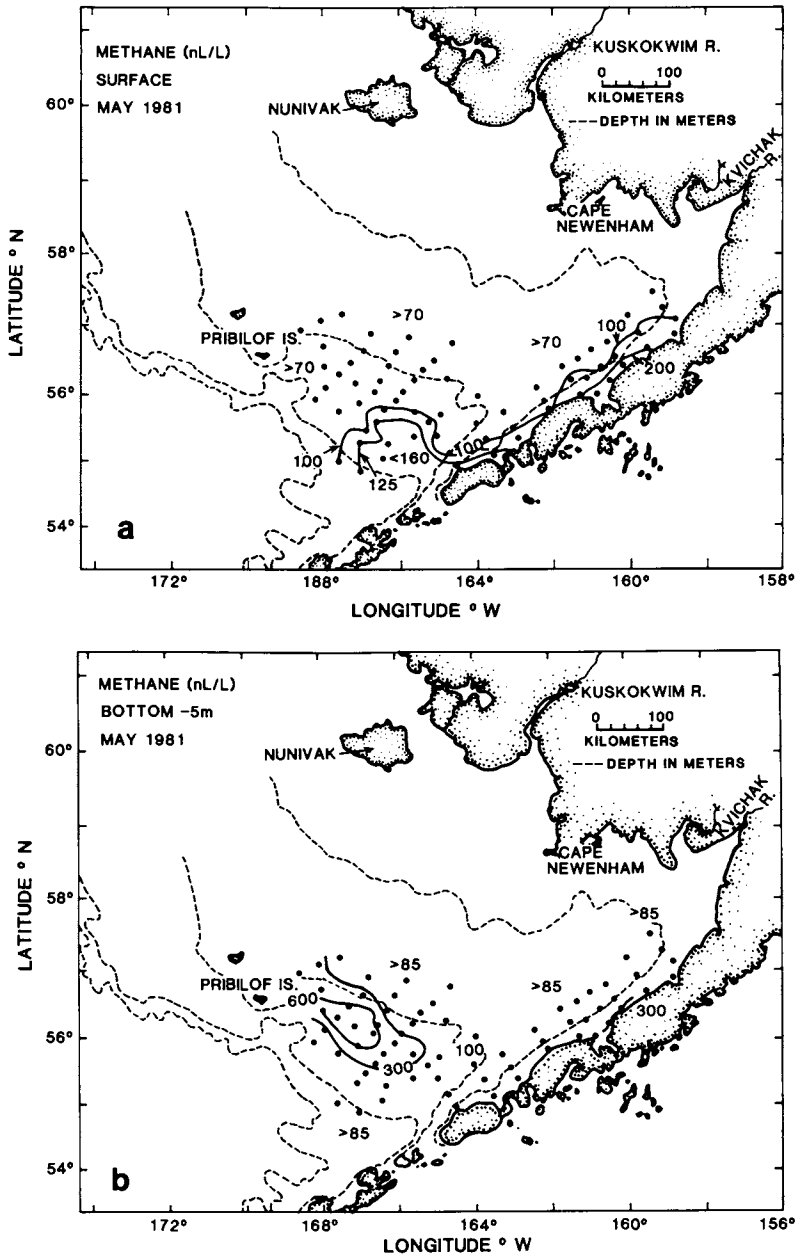 METHANE (nL/L)
SURFACE
MAY 1981
NUNIVAK
KUSKOKWIM R.
0 100
KILOMETERS
---DEPTH IN METERS
KVICHAK R.
CAPE NEWENHAM
60°
58°
56°
54°
LATITUDE ° N
PRIBILOF IS.
>70
>70
>70
100
200
100
100
125
<160
a
172°
188°
164°
160°
158°
LONGITUDE ° W
METHANE (nL/L)
BOTTOM -5m
MAY 1981
NUNIVAK
KUSKOKWIM R.
0 100
KILOMETERS
---DEPTH IN METERS
KVICHAK R.
CAPE
NEWENHAM
60°
58°
56°
54°
LATITUDE ° N
PRIBILOF IS.
>85
>85
>85
600
300
300
100
>85
b
172°
168°
164°
160°
156°
LONGITUDE ° W